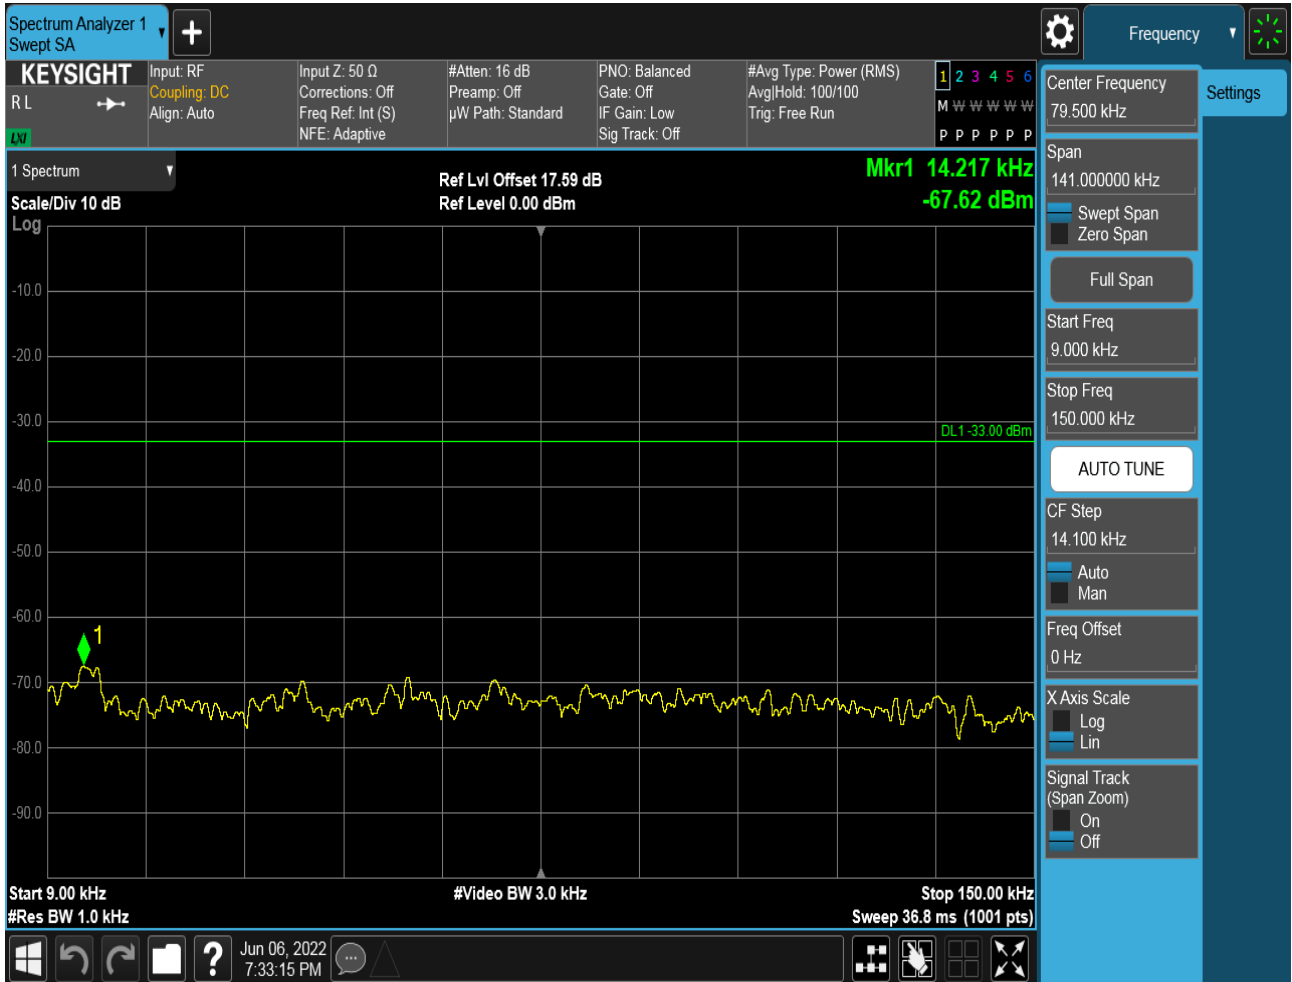 Spectrum Analyzer 1
Swept SA
Frequency
KEYSIGHT
R L
LXI
Input: RF
Coupling: DC
Align: Auto
Input Z: 50 Ω
Corrections: Off
Freq Ref: Int (S)
NFE: Adaptive
#Atten: 16 dB
Preamp: Off
µW Path: Standard
PNO: Balanced
Gate: Off
IF Gain: Low
Sig Track: Off
#Avg Type: Power (RMS)
Avg|Hold: 100/100
Trig: Free Run
1 2 3 4 5 6
M W W W W W
P P P P P P
1 Spectrum
Scale/Div 10 dB
Log
Ref Lvl Offset 17.59 dB
Ref Level 0.00 dBm
Mkr1 14.217 kHz
-67.62 dBm
-10.0
-20.0
-30.0
DL1 -33.00 dBm
-40.0
-50.0
-60.0
1
-70.0
-80.0
-90.0
Start 9.00 kHz
#Res BW 1.0 kHz
#Video BW 3.0 kHz
Stop 150.00 kHz
Sweep 36.8 ms (1001 pts)
Center Frequency
79.500 kHz
Span
141.000000 kHz
Swept Span
Zero Span
Full Span
Start Freq
9.000 kHz
Stop Freq
150.000 kHz
AUTO TUNE
CF Step
14.100 kHz
Auto
Man
Freq Offset
0 Hz
X Axis Scale
Log
Lin
Signal Track
(Span Zoom)
On
Off
Settings
?
Jun 06, 2022
7:33:15 PM